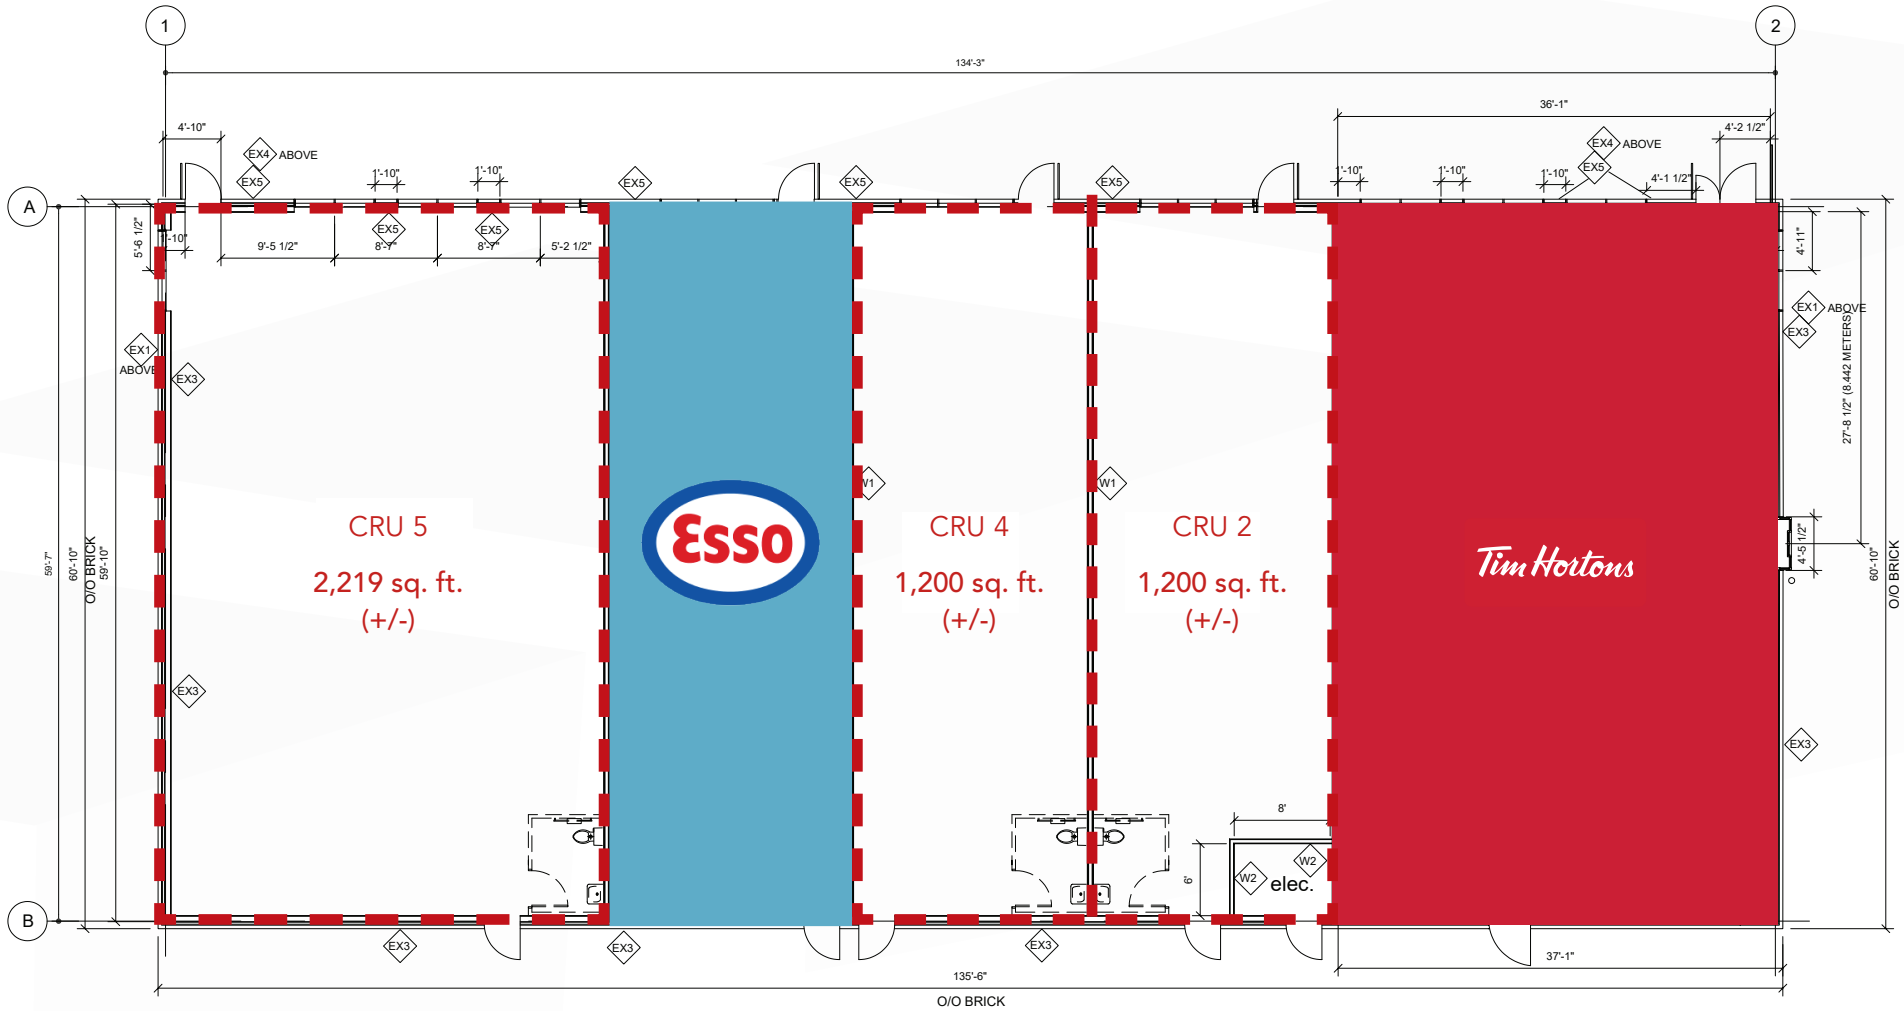 1
2
134'-3"
36'-1"
4'-10"
4'-2 1/2"
EX4 ABOVE
EX4 ABOVE
EX5
1'-10"
1'-10"
EX5
EX5
EX5
1'-10"
1'-10"
1'-10"
EX5
4'-1 1/2"
A
5'-6 1/2"
1'-10"
9'-5 1/2"
EX5
8'-7"
EX5
8'-7"
5'-2 1/2"
4'-11"
EX1
ABOVE
EX3
EX1 ABOVE
EX3
27'-8 1/2" (8.442 METERS)
W1
W1
CRU 5
2,219 sq. ft.
(+/-)
Esso
CRU 4
1,200 sq. ft.
(+/-)
CRU 2
1,200 sq. ft.
(+/-)
Tim Hortons
4'-5 1/2"
59'-7"
60'-10"
O/O BRICK
59'-10"
60'-10"
O/O BRICK
EX3
EX3
8'
6'
W2
W2
elec.
B
EX3
EX3
EX3
37'-1"
135'-6"
O/O BRICK